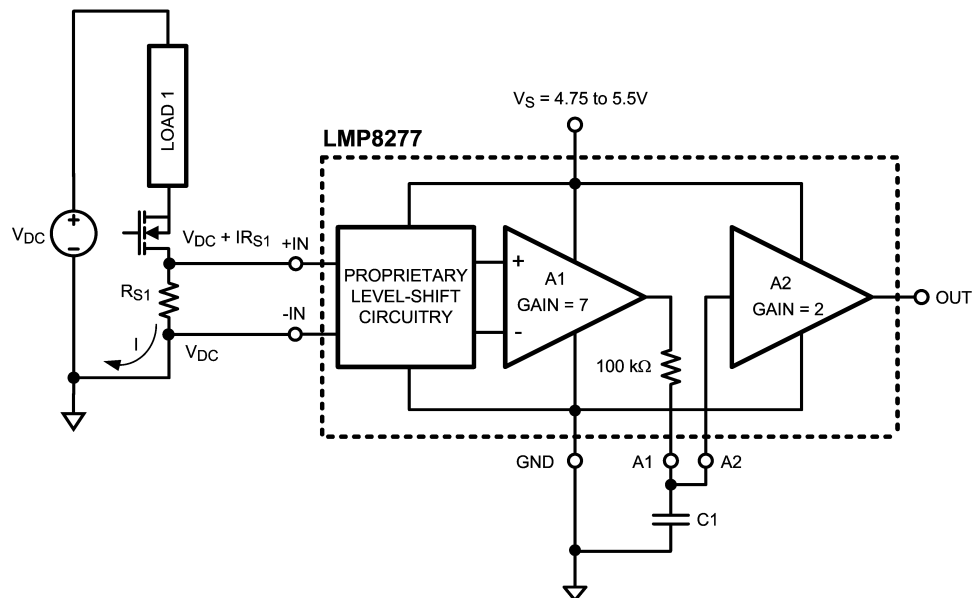 LOAD 1
V_S = 4.75 to 5.5V
LMP8277
V_DC
+
-
V_DC + IR_S1
+IN
PROPRIETARY
LEVEL-SHIFT
CIRCUITRY
+
-
A1
GAIN = 7
A2
GAIN = 2
OUT
R_S1
-IN
I
V_DC
100 kΩ
GND
A1
A2
C1